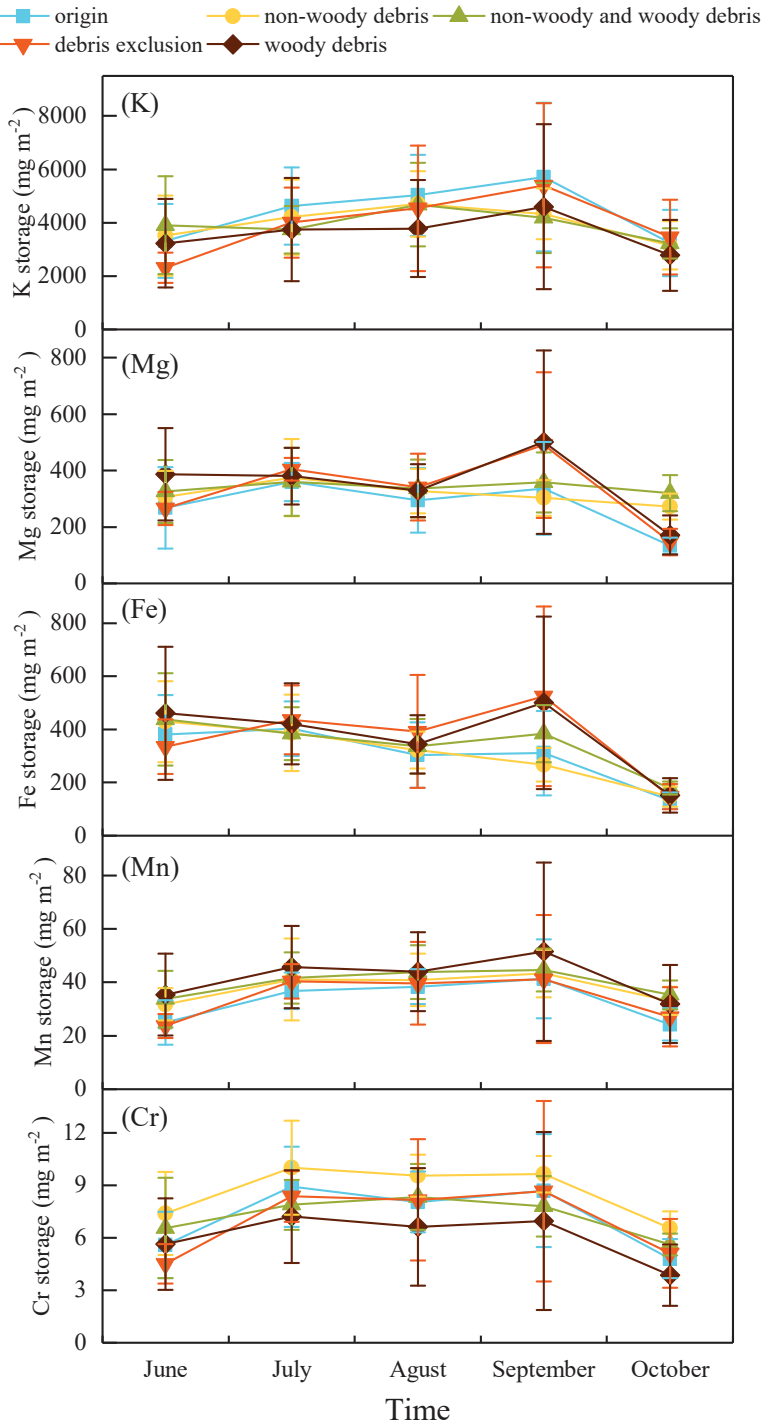 origin non-woody debris non-woody and woody debris
debris exclusion woody debris
(K)
K storage (mg m⁻²)
8000
6000
4000
2000
0
(Mg)
Mg storage (mg m⁻²)
800
600
400
200
0
(Fe)
Fe storage (mg m⁻²)
800
600
400
200
0
(Mn)
Mn storage (mg m⁻²)
80
60
40
20
0
(Cr)
Cr storage (mg m⁻²)
12
9
6
3
0
June July Agust September October
Time